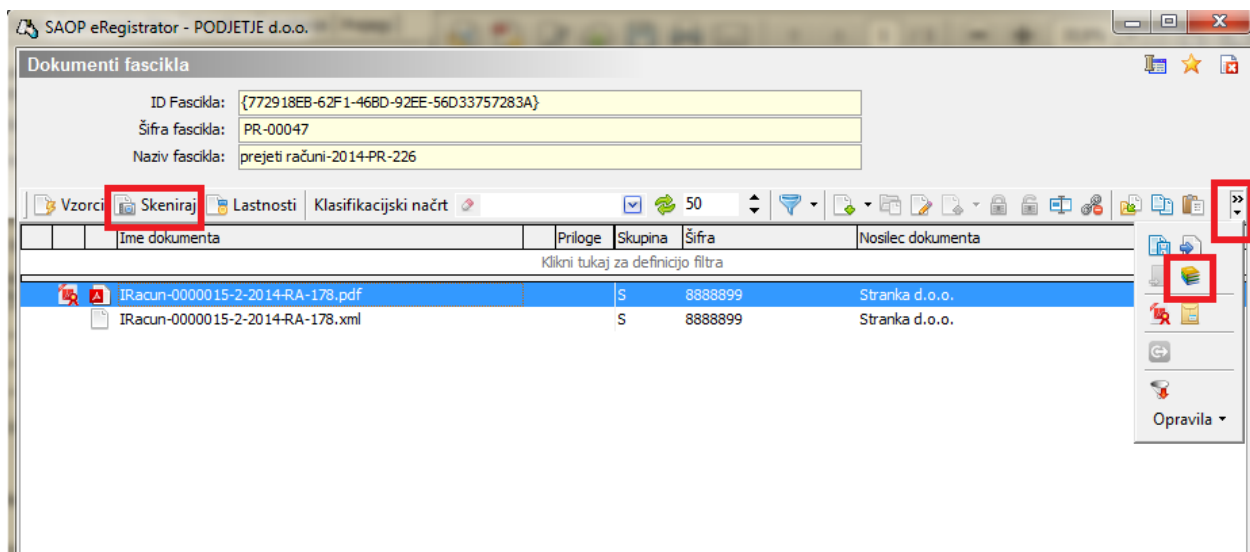 SAOP eRegistrator - PODJETJE d.o.o.
Dokumenti fascikla
ID Fascikla: {772918EB-62F1-46BD-92EE-56D33757283A}
Šifra fascikla: PR-00047
Naziv fascikla: prejeti računi-2014-PR-226
Vzorci Skeniraj Lastnosti Klasifikacijski načrt 50
Ime dokumenta Priloge Skupina Šifra Nosilec dokumenta
Klikni tukaj za definicijo filtra
IRacun-0000015-2-2014-RA-178.pdf S 8888899 Stranka d.o.o.
IRacun-0000015-2-2014-RA-178.xml S 8888899 Stranka d.o.o.
Opravila